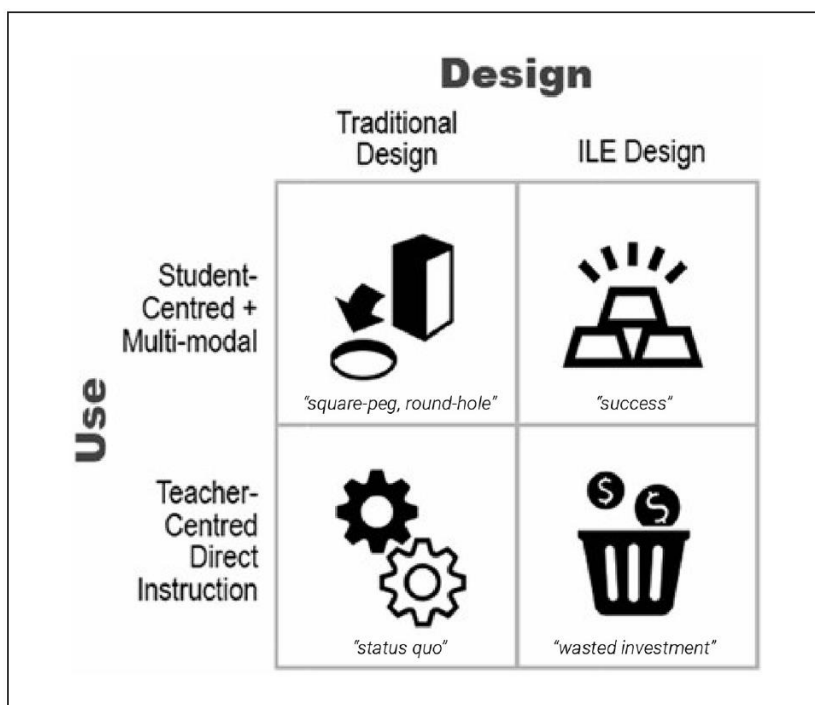 Design
Traditional
Design
ILE Design
Use
Student-
Centred +
Multi-modal
"square-peg, round-hole"
"success"
Teacher-
Centred
Direct
Instruction
$
$
"status quo"
"wasted investment"